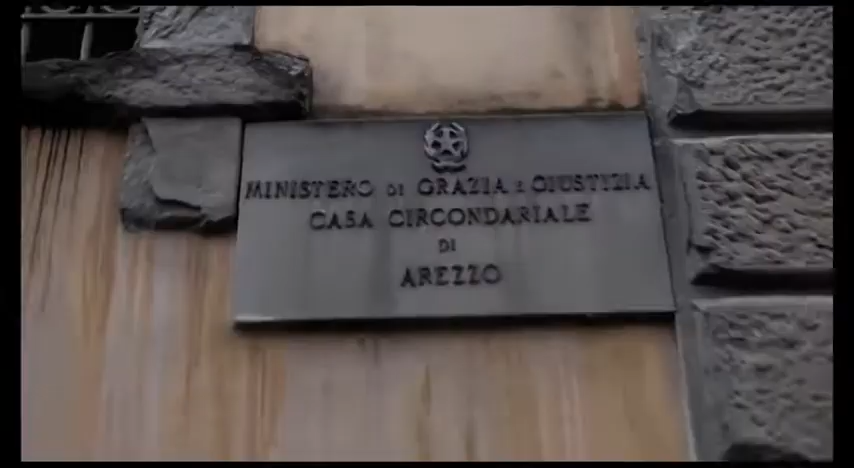 MINISTERO DI GRAZIA E GIUSTIZIA
CASA CIRCONDARIALE
DI
AREZZO